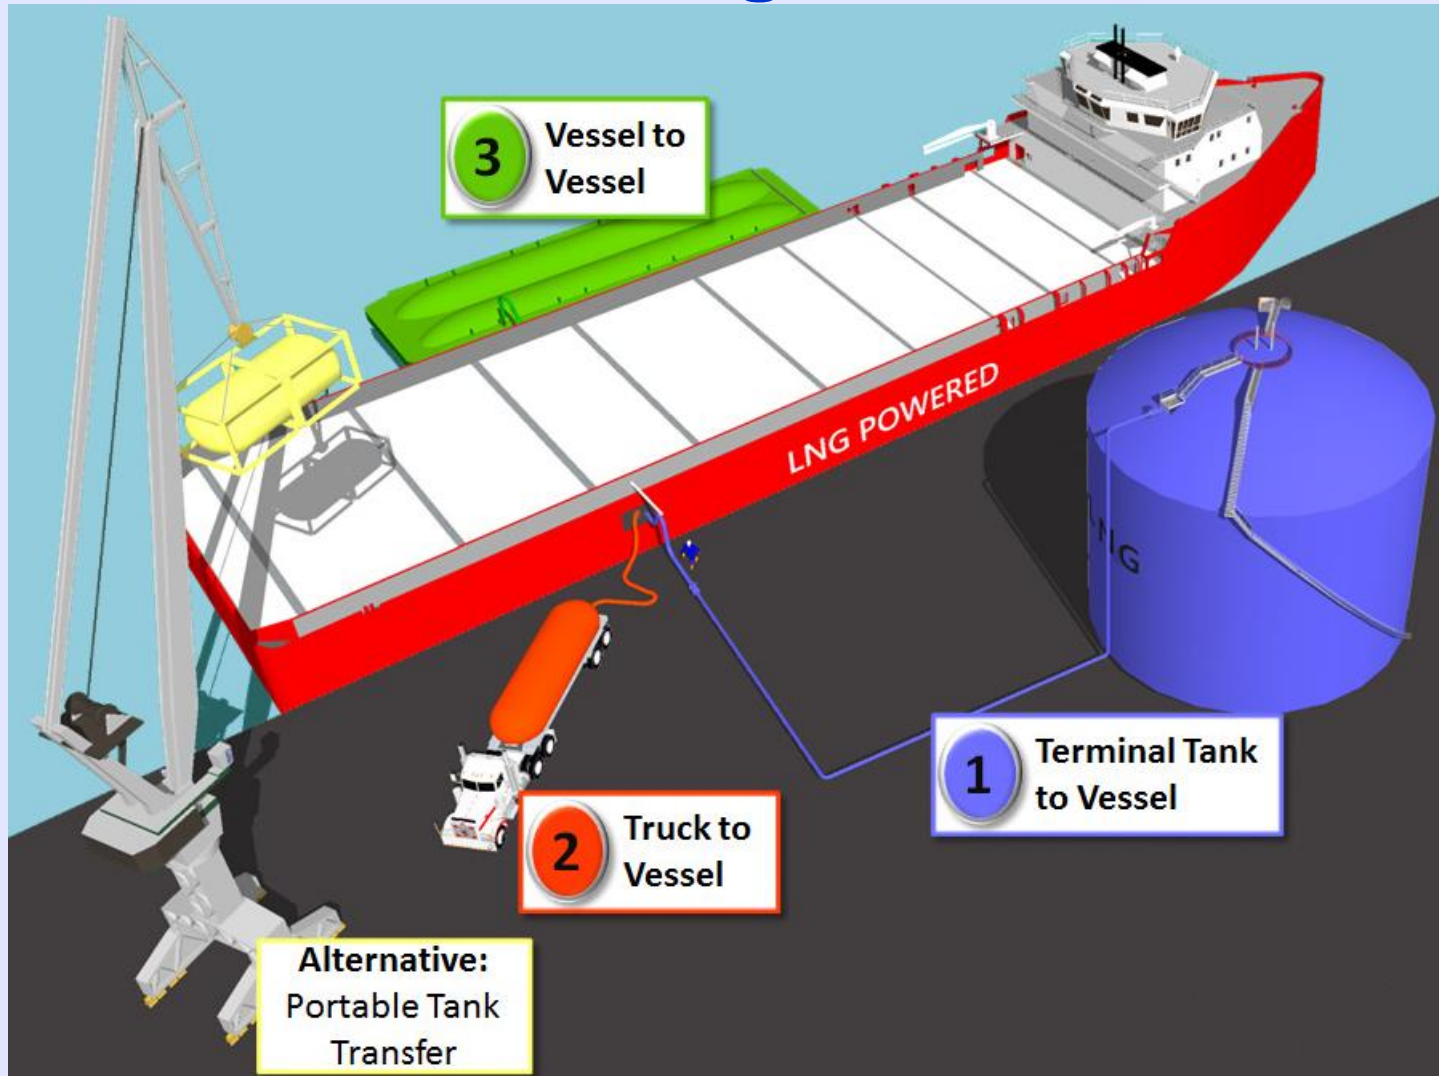 3
Vessel to
Vessel
LNG POWERED
LNG
1
Terminal Tank
to Vessel
2
Truck to
Vessel
Alternative:
Portable Tank
Transfer